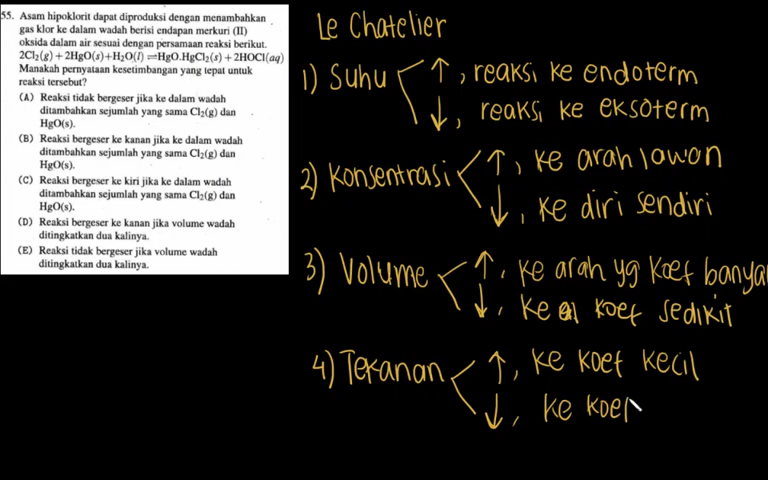 55. Asam hipoklorit dapat diproduksi dengan menambahkan
gas klor ke dalam wadah berisi endapan merkuri (II)
oksida dalam air sesuai dengan persamaan reaksi berikut.
2Cl₂(g) + 2HgO(s) + H₂O(l) ⇌ HgO.HgCl₂(s) + 2HOCl(aq)
Manakah pernyataan kesetimbangan yang tepat untuk
reaksi tersebut?
(A) Reaksi tidak bergeser jika ke dalam wadah
ditambahkan sejumlah yang sama Cl₂(g) dan
HgO(s).
(B) Reaksi bergeser ke kanan jika ke dalam wadah
ditambahkan sejumlah yang sama Cl₂(g) dan
HgO(s).
(C) Reaksi bergeser ke kiri jika ke dalam wadah
ditambahkan sejumlah yang sama Cl₂(g) dan
HgO(s).
(D) Reaksi bergeser ke kanan jika volume wadah
ditingkatkan dua kalinya.
(E) Reaksi tidak bergeser jika volume wadah
ditingkatkan dua kalinya.
Le Chatelier
1) Suhu ↑, reaksi ke endoterm
↓, reaksi ke eksoterm
2) Konsentrasi ↑, ke arah lawan
↓, ke diri sendiri
3) Volume ↑, ke arah yg koef banya
↓, ke koef sedikit
4) Tekanan ↑, ke koef kecil
↓, ke koef